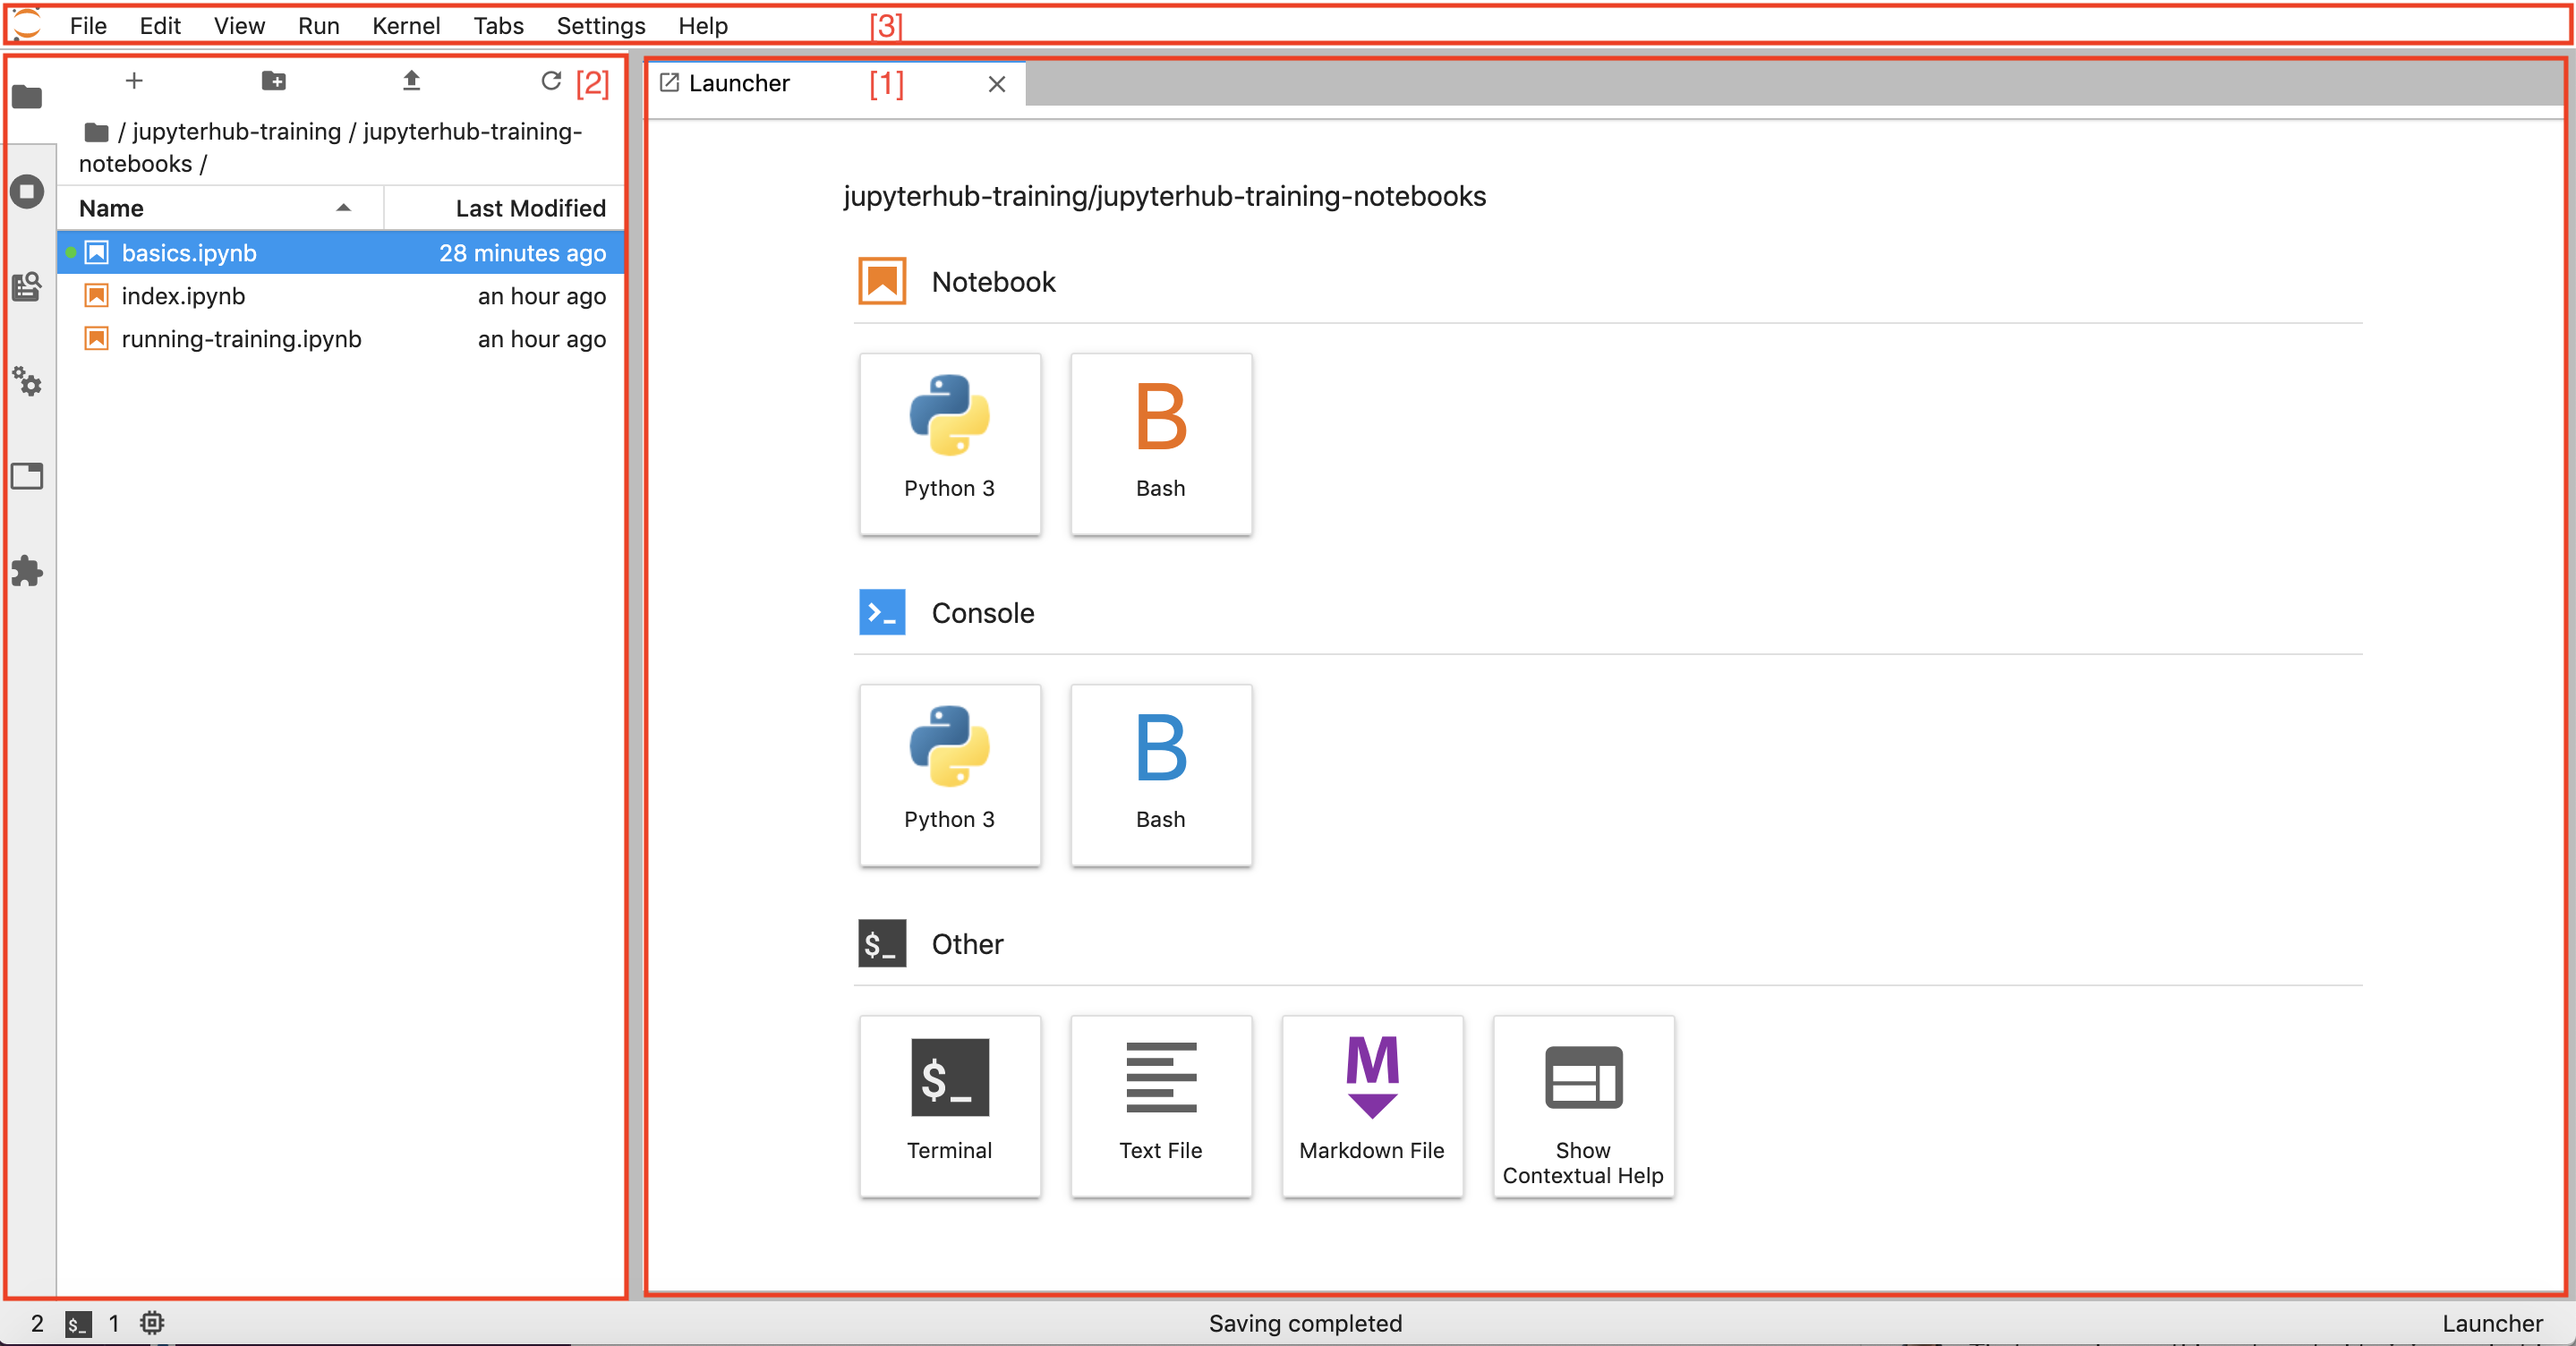 File Edit View Run Kernel Tabs Settings Help [3]
[2]
/ jupyterhub-training / jupyterhub-training-
notebooks /
Name Last Modified
basics.ipynb 28 minutes ago
index.ipynb an hour ago
running-training.ipynb an hour ago
Launcher [1]
jupyterhub-training/jupyterhub-training-notebooks
Notebook
Python 3
B
Bash
>_ Console
Python 3
B
Bash
$_ Other
$_
Terminal
Text File
M
Markdown File
Show
Contextual Help
2 $_ 1 Saving completed Launcher